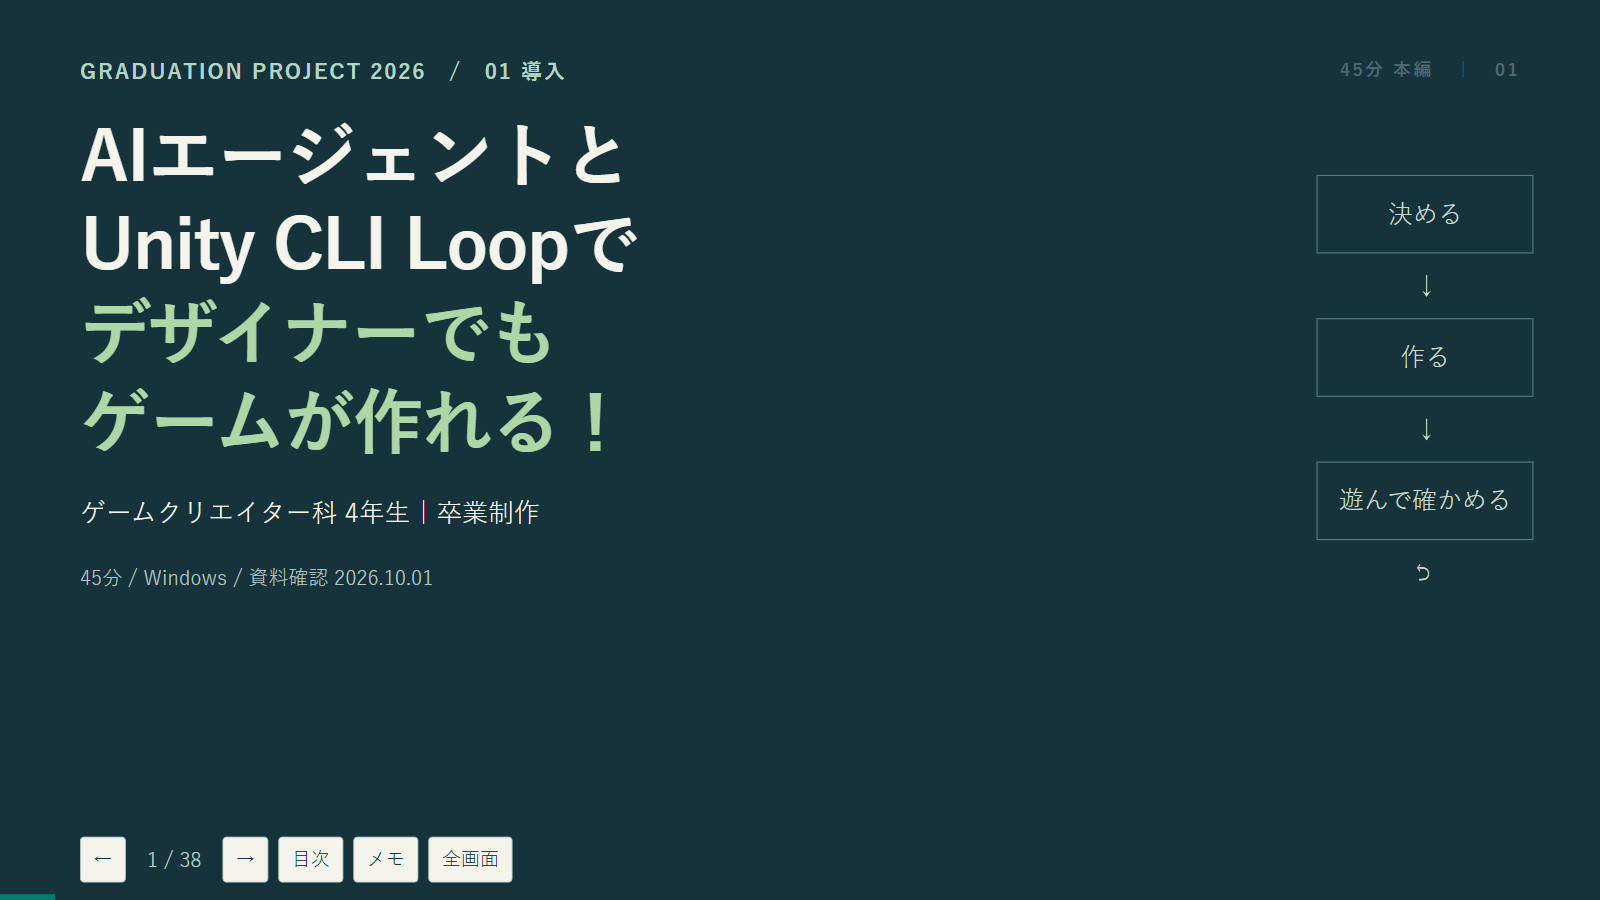 GRADUATION PROJECT 2026 / 01 導入
45分 本編 | 01
AIエージェントと
Unity CLI Loopで
デザイナーでも
ゲームが作れる！
ゲームクリエイター科 4年生｜卒業制作
45分 / Windows / 資料確認 2026.10.01
決める
↓
作る
↓
遊んで確かめる
↻
← 1 / 38 → 目次 メモ 全画面